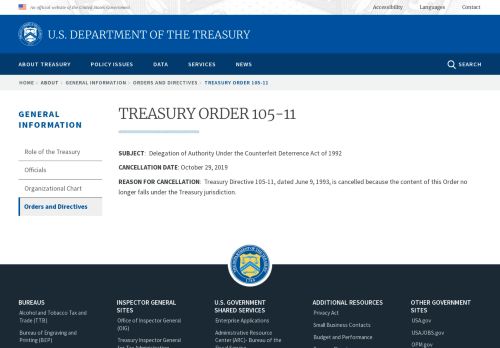 An official website of the United States Government
Accessibility Languages Contact
U.S. DEPARTMENT OF THE TREASURY
ABOUT TREASURY POLICY ISSUES DATA SERVICES NEWS SEARCH
HOME › ABOUT › GENERAL INFORMATION › ORDERS AND DIRECTIVES › TREASURY ORDER 105-11
GENERAL
INFORMATION
Role of the Treasury
Officials
Organizational Chart
Orders and Directives
TREASURY ORDER 105-11
SUBJECT: Delegation of Authority Under the Counterfeit Deterrence Act of 1992
CANCELLATION DATE: October 29, 2019
REASON FOR CANCELLATION: Treasury Directive 105-11, dated June 9, 1993, is cancelled because the content of this Order no
longer falls under the Treasury jurisdiction.
BUREAUS
Alcohol and Tobacco Tax and
Trade (TTB)
Bureau of Engraving and
Printing (BEP)
INSPECTOR GENERAL
SITES
Office of Inspector General
(OIG)
Treasury Inspector General
U.S. GOVERNMENT
SHARED SERVICES
Enterprise Applications
Administrative Resource
Center (ARC)- Bureau of the
ADDITIONAL RESOURCES
Privacy Act
Small Business Contacts
Budget and Performance
OTHER GOVERNMENT
SITES
USA.gov
USAJOBS.gov
OPM.gov